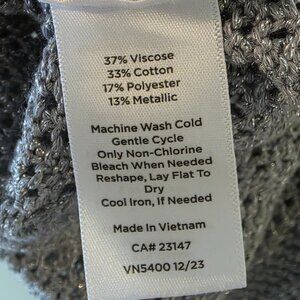 37% Viscose
33% Cotton
17% Polyester
13% Metallic
Machine Wash Cold
Gentle Cycle
Only Non-Chlorine
Bleach When Needed
Reshape, Lay Flat To
Dry
Cool Iron, If Needed
Made In Vietnam
CA# 23147
VN5400 12/23